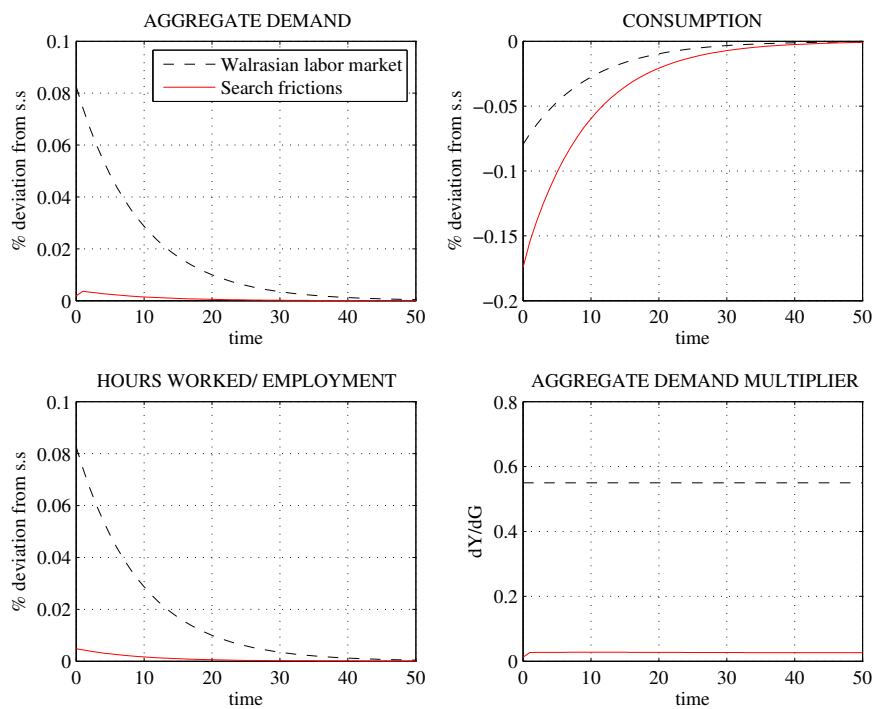 AGGREGATE DEMAND
0.1
0.08
0.06
0.04
0.02
0
% deviation from s.s
Walrasian labor market
Search frictions
0 10 20 30 40 50
time
CONSUMPTION
0
−0.05
−0.1
−0.15
−0.2
% deviation from s.s
0 10 20 30 40 50
time
HOURS WORKED/ EMPLOYMENT
0.1
0.08
0.06
0.04
0.02
0
% deviation from s.s
0 10 20 30 40 50
time
AGGREGATE DEMAND MULTIPLIER
0.8
0.6
0.4
0.2
0
dY/dG
0 10 20 30 40 50
time